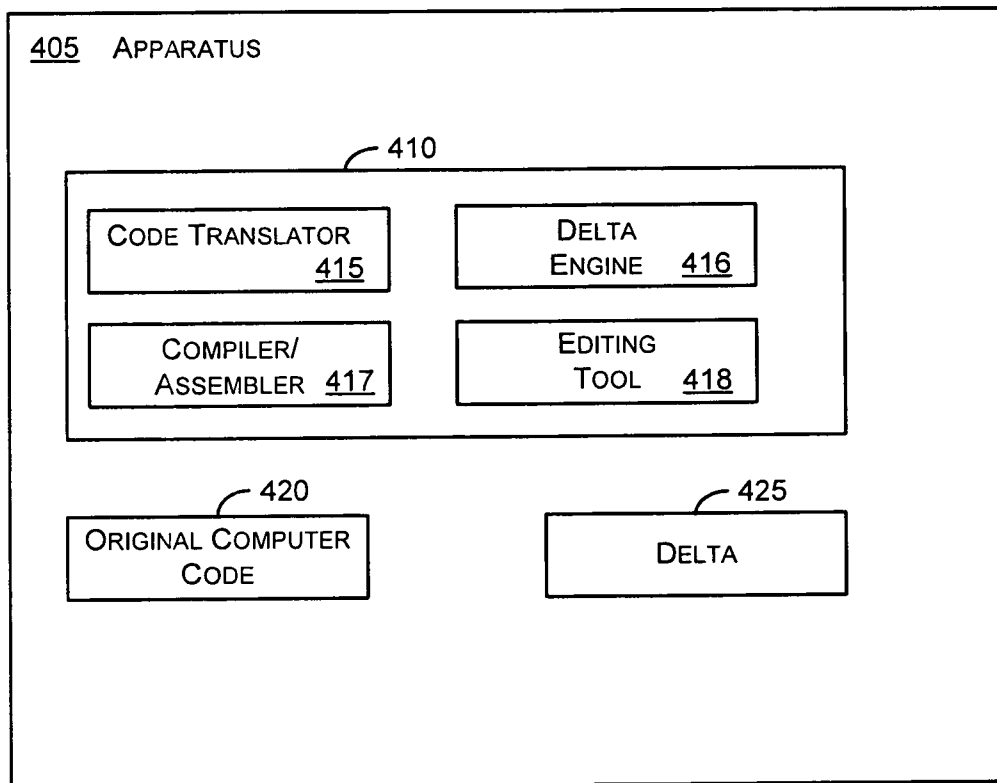 405 APPARATUS
410
CODE TRANSLATOR
415
DELTA
ENGINE 416
COMPILER/
ASSEMBLER 417
EDITING
TOOL 418
420
ORIGINAL COMPUTER
CODE
425
DELTA